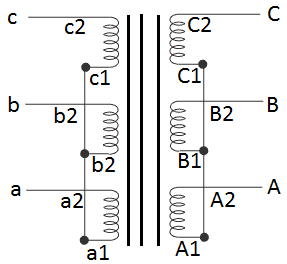 c c2 C2 C
c1 C1
b b2 B2 B
b2 B1
a a2 A2 A
a1 A1